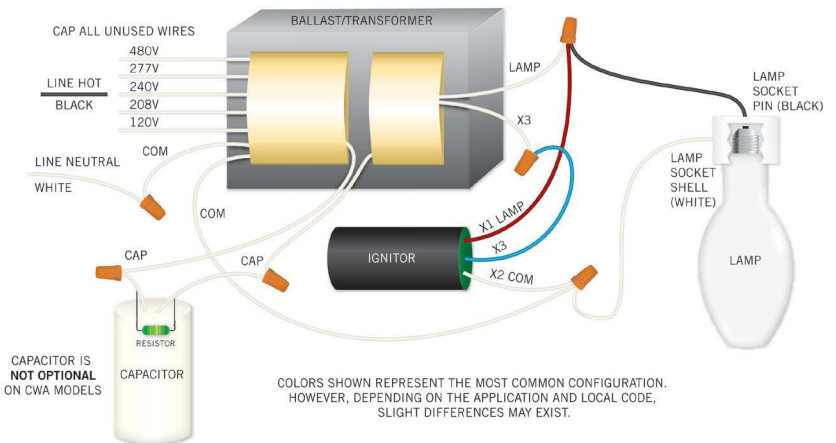 BALLAST/TRANSFORMER
CAP ALL UNUSED WIRES
480V
277V
240V
208V
120V
LINE HOT
BLACK
COM
LINE NEUTRAL
WHITE
COM
LAMP
X3
LAMP
SOCKET
PIN (BLACK)
LAMP
SOCKET
SHELL
(WHITE)
X1 LAMP
X3
X2 COM
IGNITOR
LAMP
CAP
CAP
RESISTOR
CAPACITOR
CAPACITOR IS
NOT OPTIONAL
ON CWA MODELS
COLORS SHOWN REPRESENT THE MOST COMMON CONFIGURATION.
HOWEVER, DEPENDING ON THE APPLICATION AND LOCAL CODE,
SLIGHT DIFFERENCES MAY EXIST.